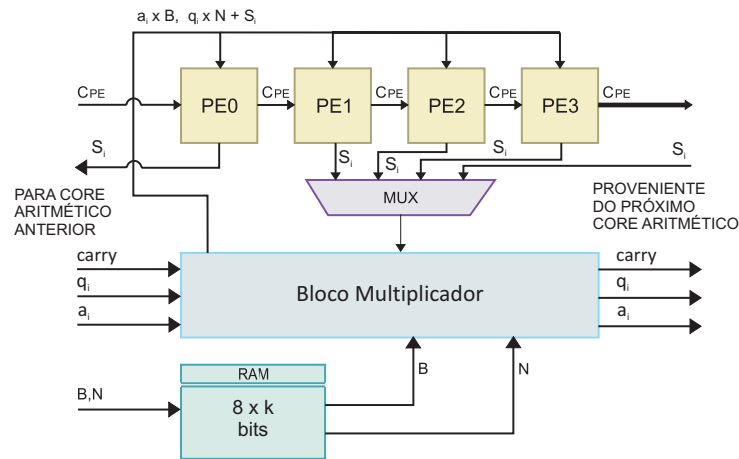 aᵢ x B, qᵢ x N + Sᵢ
CPE
PE0
CPE
PE1
CPE
PE2
CPE
PE3
CPE
Sᵢ
Sᵢ
Sᵢ
Sᵢ
Sᵢ
MUX
PARA CORE
ARITMÉTICO
ANTERIOR
PROVENIENTE
DO PRÓXIMO
CORE ARITMÉTICO
carry
qᵢ
aᵢ
Bloco Multiplicador
carry
qᵢ
aᵢ
B
N
RAM
B,N
8 x k
bits